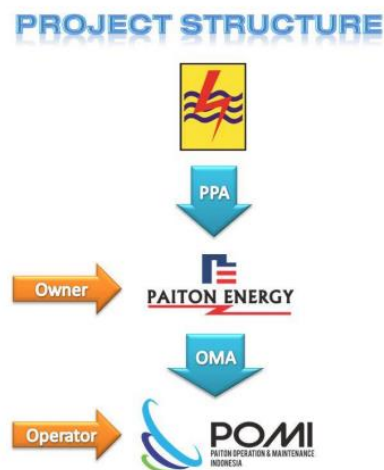 PROJECT STRUCTURE
PPA
Owner
PAITON ENERGY
OMA
Operator
POMI
PAITON OPERATION & MAINTENANCE
INDONESIA